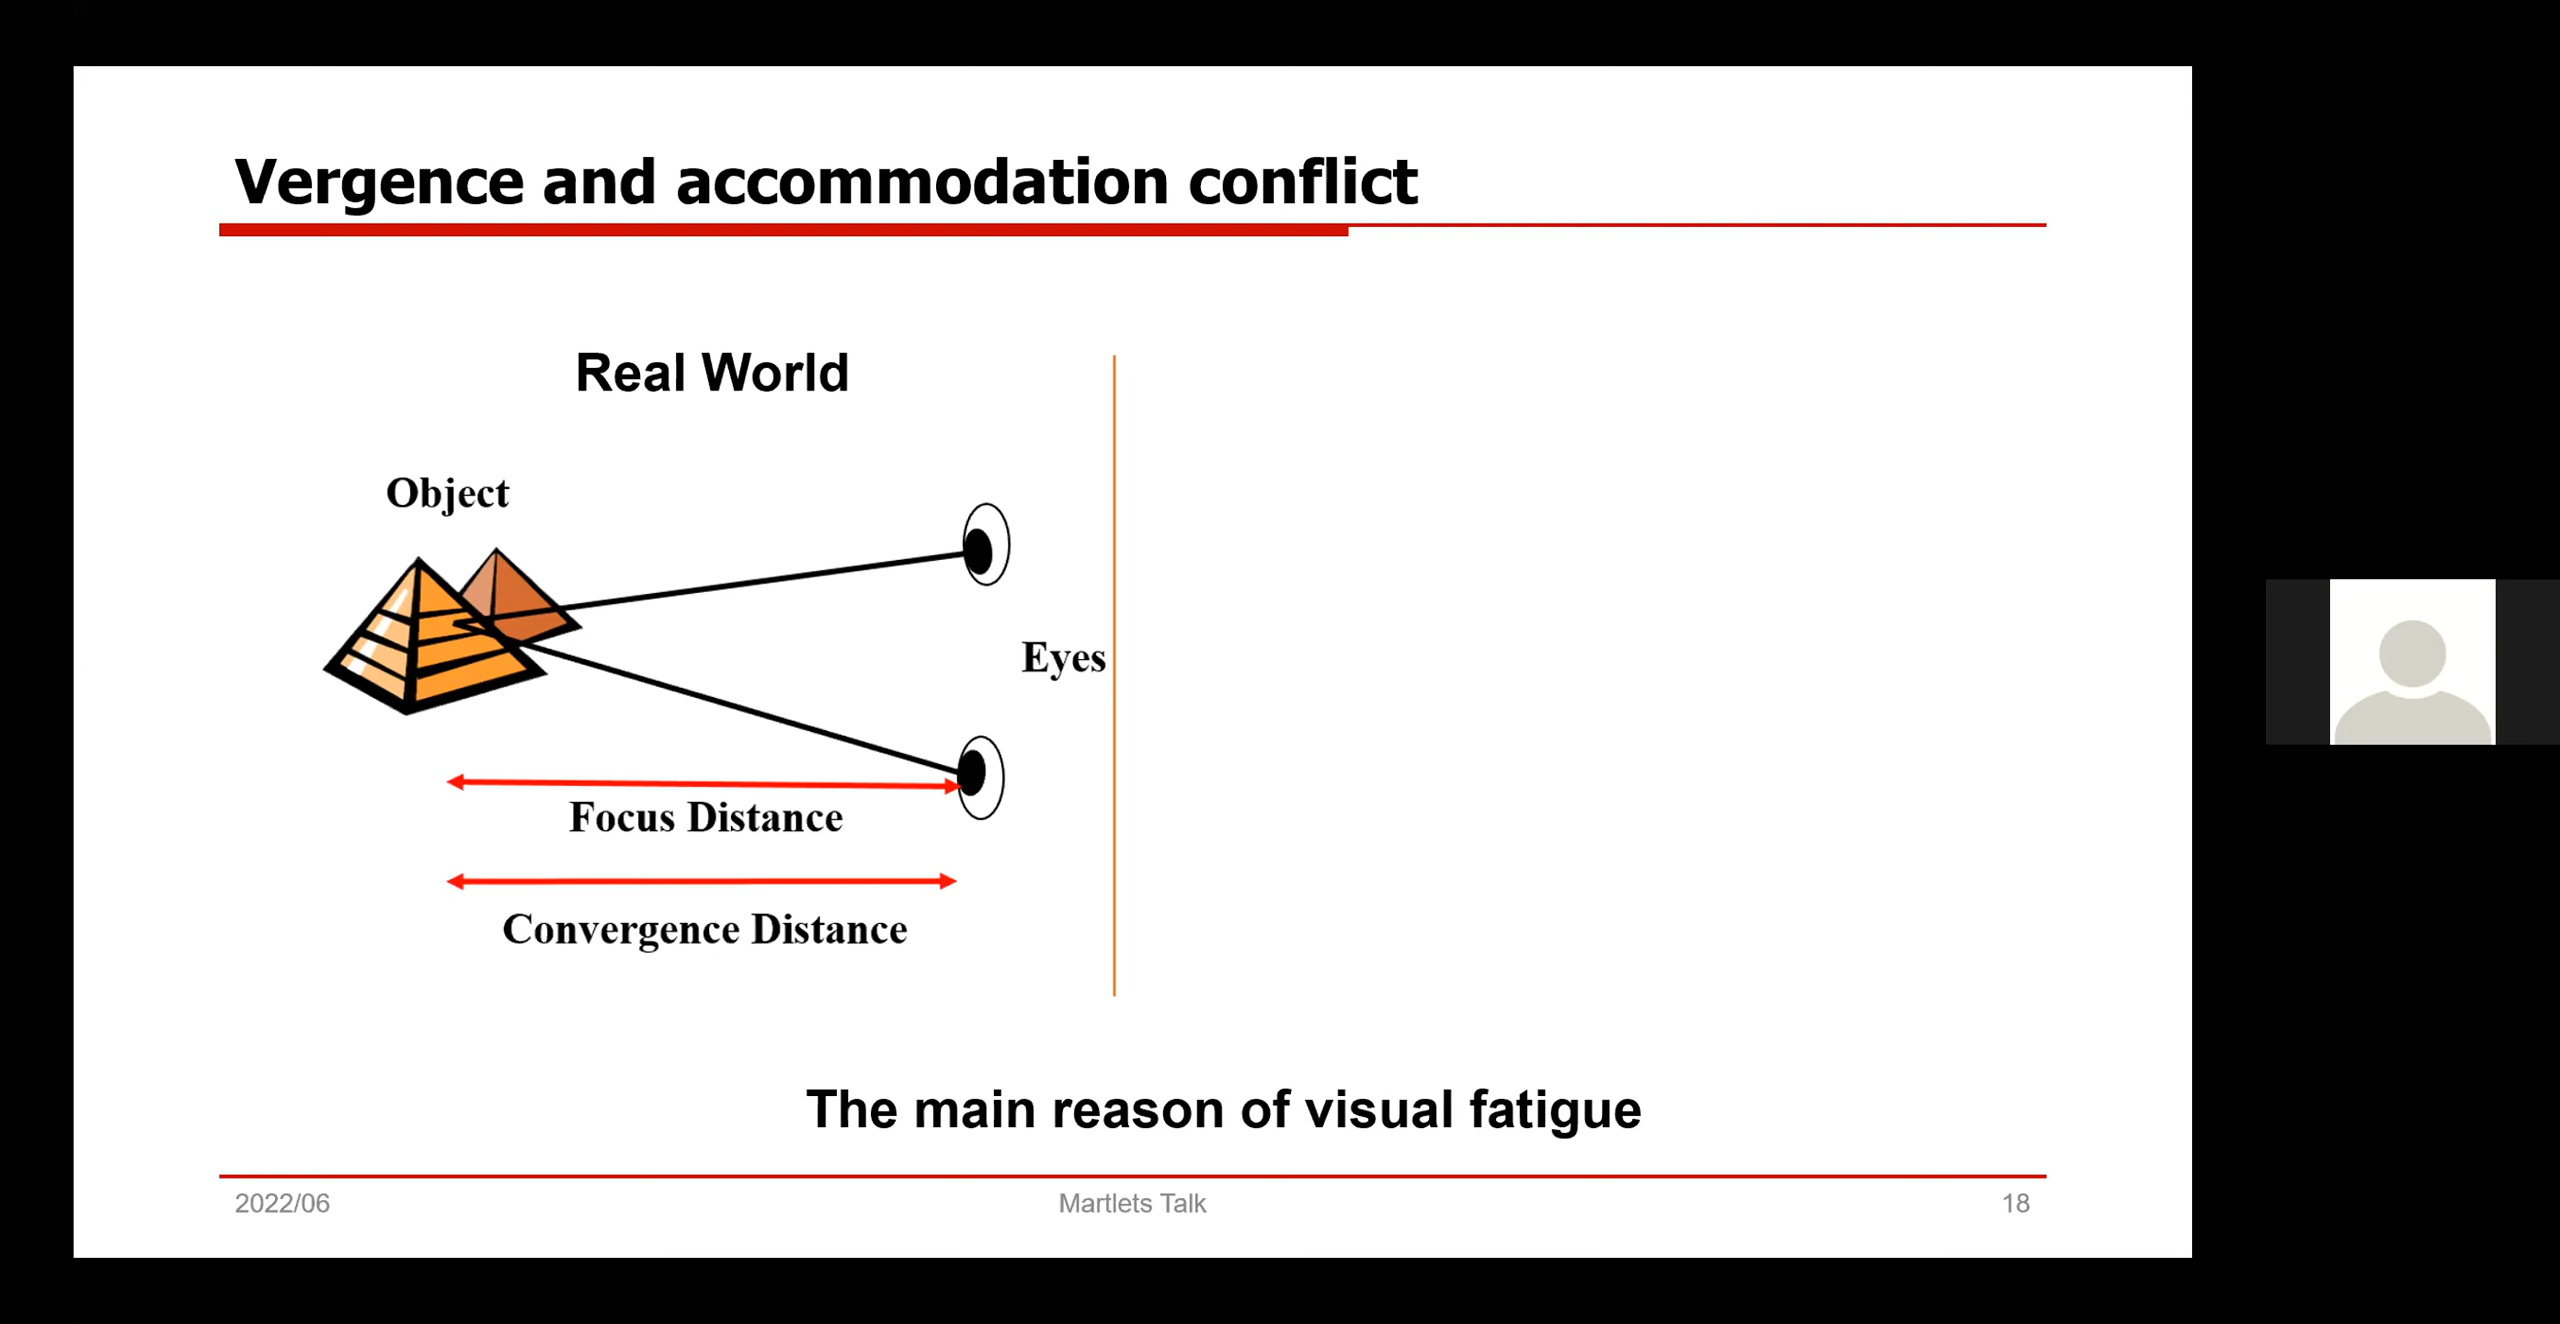 Vergence and accommodation conflict
Real World
Object
Eyes
Focus Distance
Convergence Distance
The main reason of visual fatigue
2022/06
Martlets Talk
18